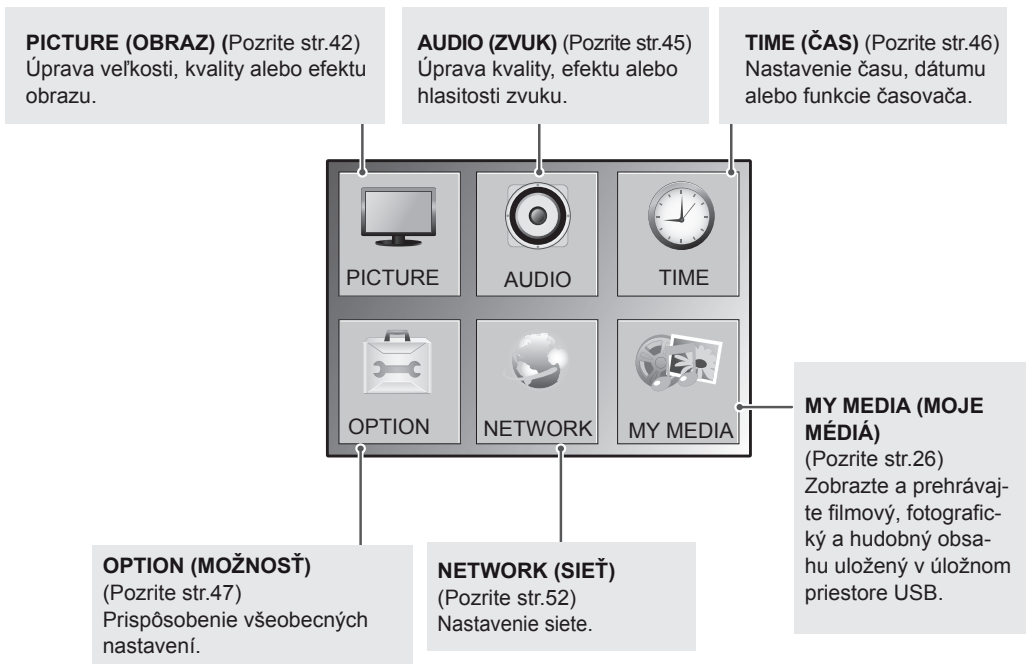 PICTURE (OBRAZ) (Pozrite str.42)
Úprava veľkosti, kvality alebo efektu
obrazu.
AUDIO (ZVUK) (Pozrite str.45)
Úprava kvality, efektu alebo
hlasitosti zvuku.
TIME (ČAS) (Pozrite str.46)
Nastavenie času, dátumu
alebo funkcie časovača.
PICTURE
AUDIO
TIME
OPTION
NETWORK
MY MEDIA
MY MEDIA (MOJE
MÉDIÁ)
(Pozrite str.26)
Zobrazte a prehrávaj-
te filmový, fotografic-
ký a hudobný obsa-
hu uložený v úložnom
priestore USB.
OPTION (MOŽNOSŤ)
(Pozrite str.47)
Prispôsobenie všeobecných
nastavení.
NETWORK (SIEŤ)
(Pozrite str.52)
Nastavenie siete.